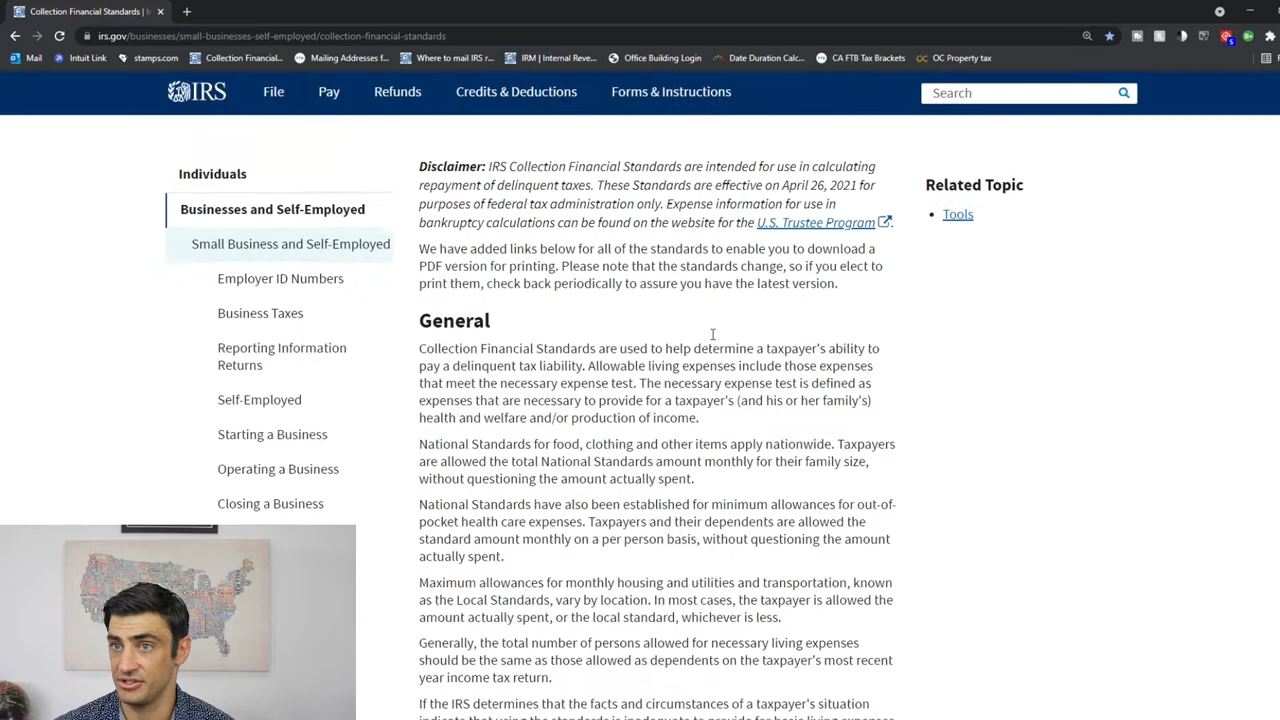 Collection Financial Standards | I
irs.gov/businesses/small-businesses-self-employed/collection-financial-standards
Mail
Intuit Link
stamps.com
Collection Financial...
Mailing Addresses f...
Where to mail IRS r...
IRM | Internal Reve...
Office Building Login
Date Duration Calc...
CA FTB Tax Brackets
OC Property tax
IRS
File
Pay
Refunds
Credits & Deductions
Forms & Instructions
Search
Individuals
Businesses and Self-Employed
Small Business and Self-Employed
Employer ID Numbers
Business Taxes
Reporting Information
Returns
Self-Employed
Starting a Business
Operating a Business
Closing a Business
Disclaimer: IRS Collection Financial Standards are intended for use in calculating
repayment of delinquent taxes. These Standards are effective on April 26, 2021 for
purposes of federal tax administration only. Expense information for use in
bankruptcy calculations can be found on the website for the U.S. Trustee Program.
We have added links below for all of the standards to enable you to download a
PDF version for printing. Please note that the standards change, so if you elect to
print them, check back periodically to assure you have the latest version.
General
Collection Financial Standards are used to help determine a taxpayer's ability to
pay a delinquent tax liability. Allowable living expenses include those expenses
that meet the necessary expense test. The necessary expense test is defined as
expenses that are necessary to provide for a taxpayer's (and his or her family's)
health and welfare and/or production of income.
National Standards for food, clothing and other items apply nationwide. Taxpayers
are allowed the total National Standards amount monthly for their family size,
without questioning the amount actually spent.
National Standards have also been established for minimum allowances for out-of-
pocket health care expenses. Taxpayers and their dependents are allowed the
standard amount monthly on a per person basis, without questioning the amount
actually spent.
Maximum allowances for monthly housing and utilities and transportation, known
as the Local Standards, vary by location. In most cases, the taxpayer is allowed the
amount actually spent, or the local standard, whichever is less.
Generally, the total number of persons allowed for necessary living expenses
should be the same as those allowed as dependents on the taxpayer's most recent
year income tax return.
If the IRS determines that the facts and circumstances of a taxpayer's situation
indicate that using the standards is inadequate to provide for basic living expenses
Related Topic
Tools